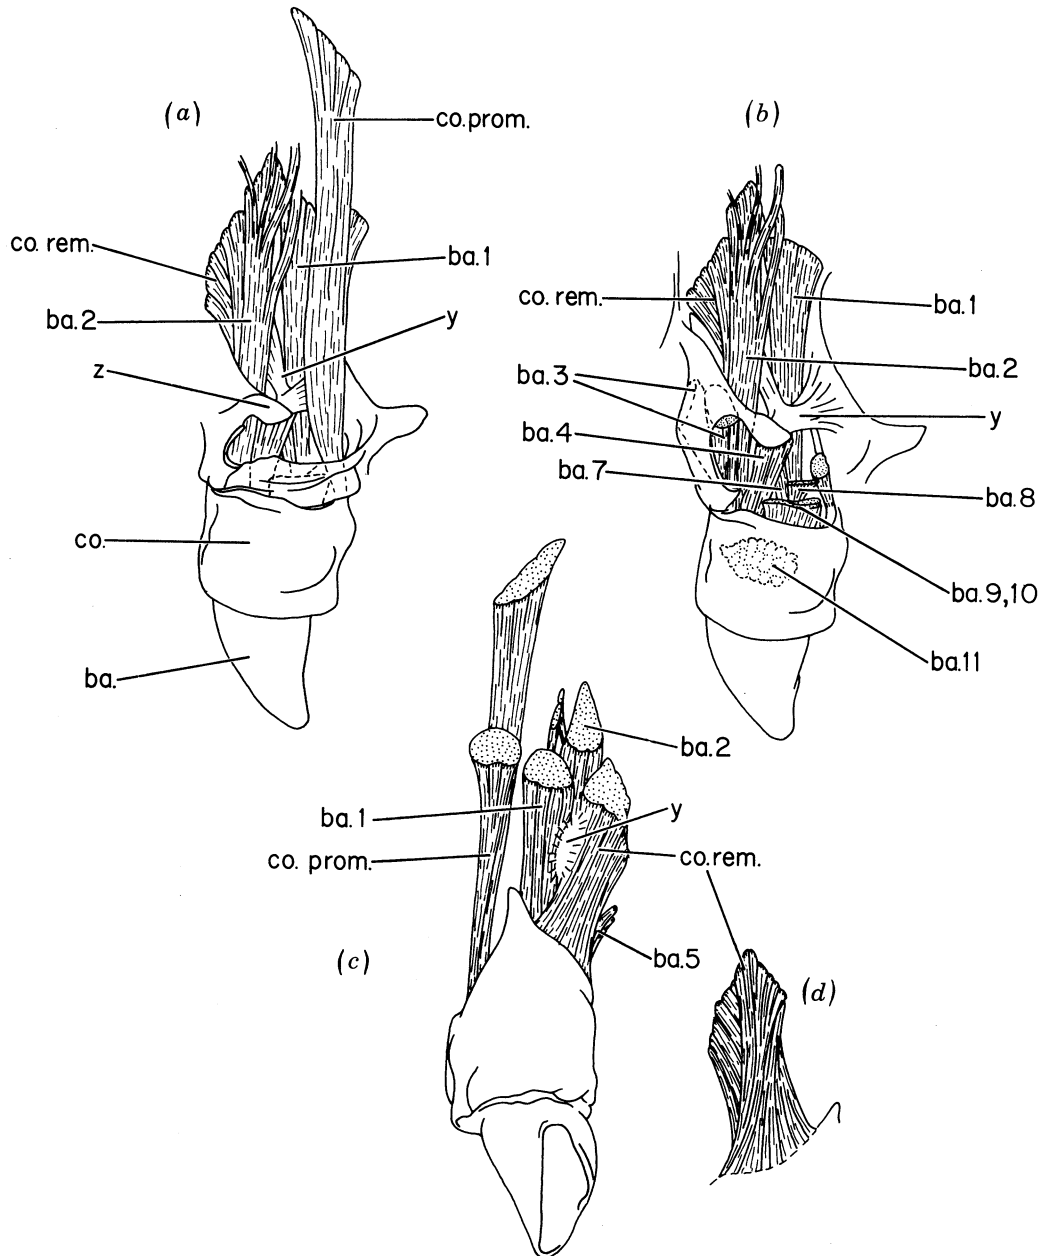 (a)
co. prom.
co. rem.
ba. 1
ba. 2
y
z
co.
ba.
(b)
co. rem.
ba. 1
ba. 2
ba. 3
y
ba. 4
ba. 7
ba. 8
ba. 9, 10
ba. 11
(c)
ba. 2
ba. 1
y
co. prom.
co. rem.
ba. 5
(d)